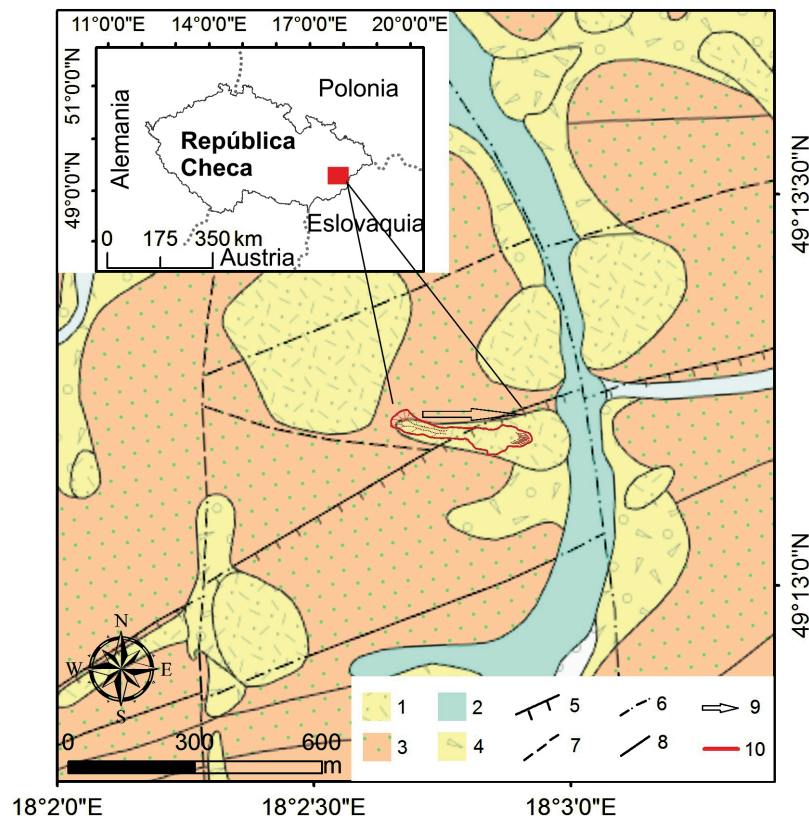 11°0'0"E 14°0'0"E 17°0'0"E 20°0'0"E
51°0'0"N
49°0'0"N
Alemania
Polonia
República
Checa
Eslovaquia
Austria
0 175 350 km
49°13'30"N
49°13'0"N
N
W E
S
0 300 600
m
1 2 5 6 9
3 4 7 8 10
18°2'0"E 18°2'30"E 18°3'0"E